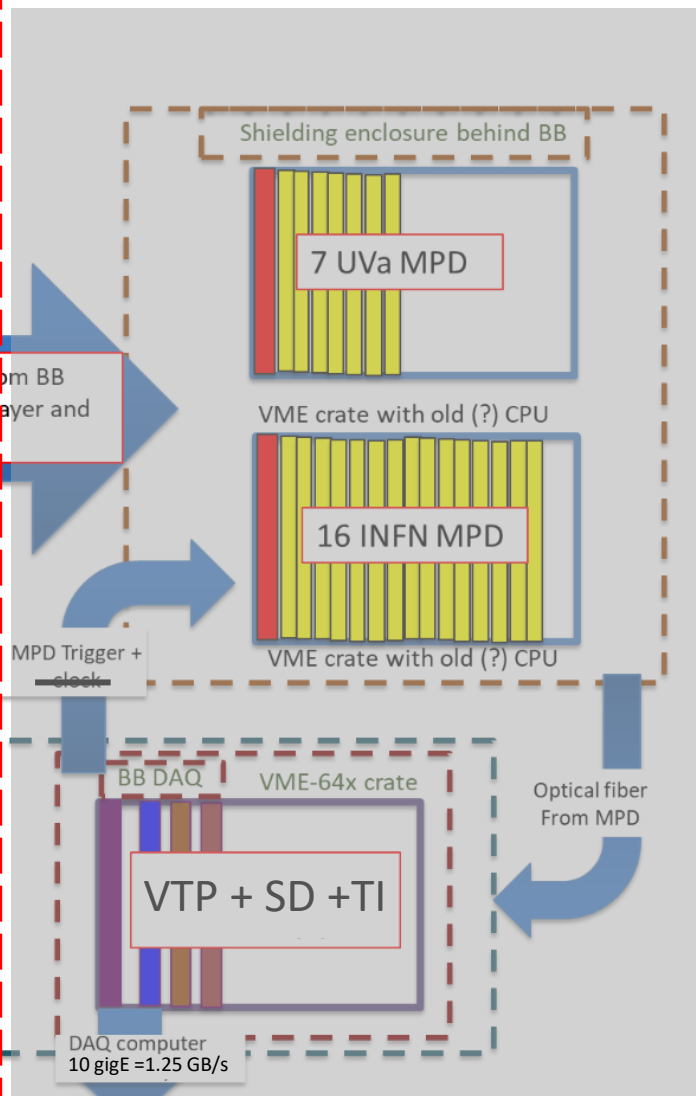 Shielding enclosure behind BB
7 UVa MPD
om BB
ayer and
VME crate with old (?) CPU
16 INFN MPD
MPD Trigger +
clock
VME crate with old (?) CPU
BB DAQ
VME-64x crate
Optical fiber
From MPD
VTP + SD +TI
DAQ computer
10 gigE =1.25 GB/s